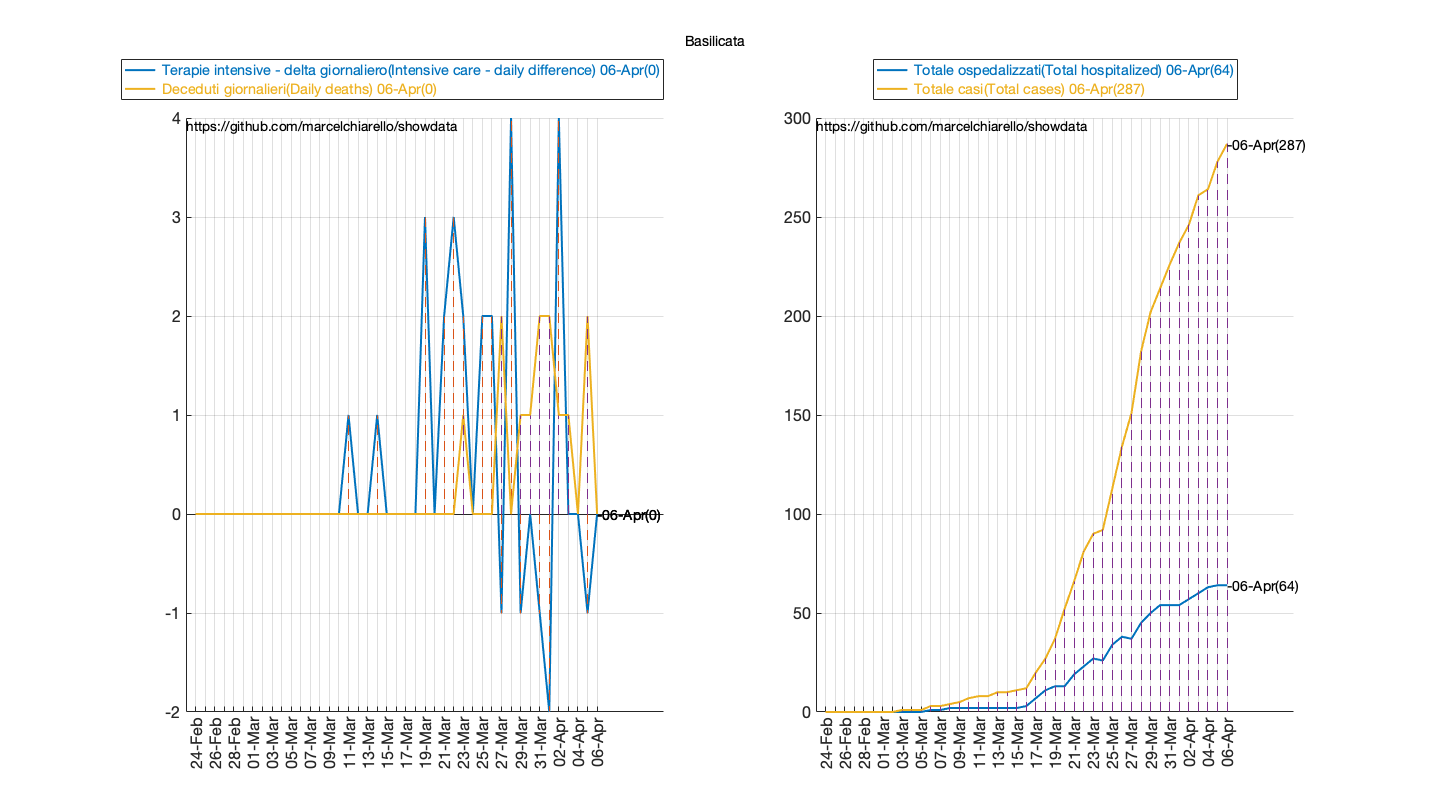 Basilicata
Terapie intensive - delta giornaliero(Intensive care - daily difference) 06-Apr(0)
Deceduti giornalieri(Daily deaths) 06-Apr(0)
https://github.com/marcelchiarello/showdata
4
3
2
1
0
-1
-2
-06-Apr(0)
24-Feb
26-Feb
28-Feb
01-Mar
03-Mar
05-Mar
07-Mar
09-Mar
11-Mar
13-Mar
15-Mar
17-Mar
19-Mar
21-Mar
23-Mar
25-Mar
27-Mar
29-Mar
31-Mar
02-Apr
04-Apr
06-Apr
Totale ospedalizzati(Total hospitalized) 06-Apr(64)
Totale casi(Total cases) 06-Apr(287)
https://github.com/marcelchiarello/showdata
300
250
200
150
100
50
0
-06-Apr(287)
-06-Apr(64)
24-Feb
26-Feb
28-Feb
01-Mar
03-Mar
05-Mar
07-Mar
09-Mar
11-Mar
13-Mar
15-Mar
17-Mar
19-Mar
21-Mar
23-Mar
25-Mar
27-Mar
29-Mar
31-Mar
02-Apr
04-Apr
06-Apr